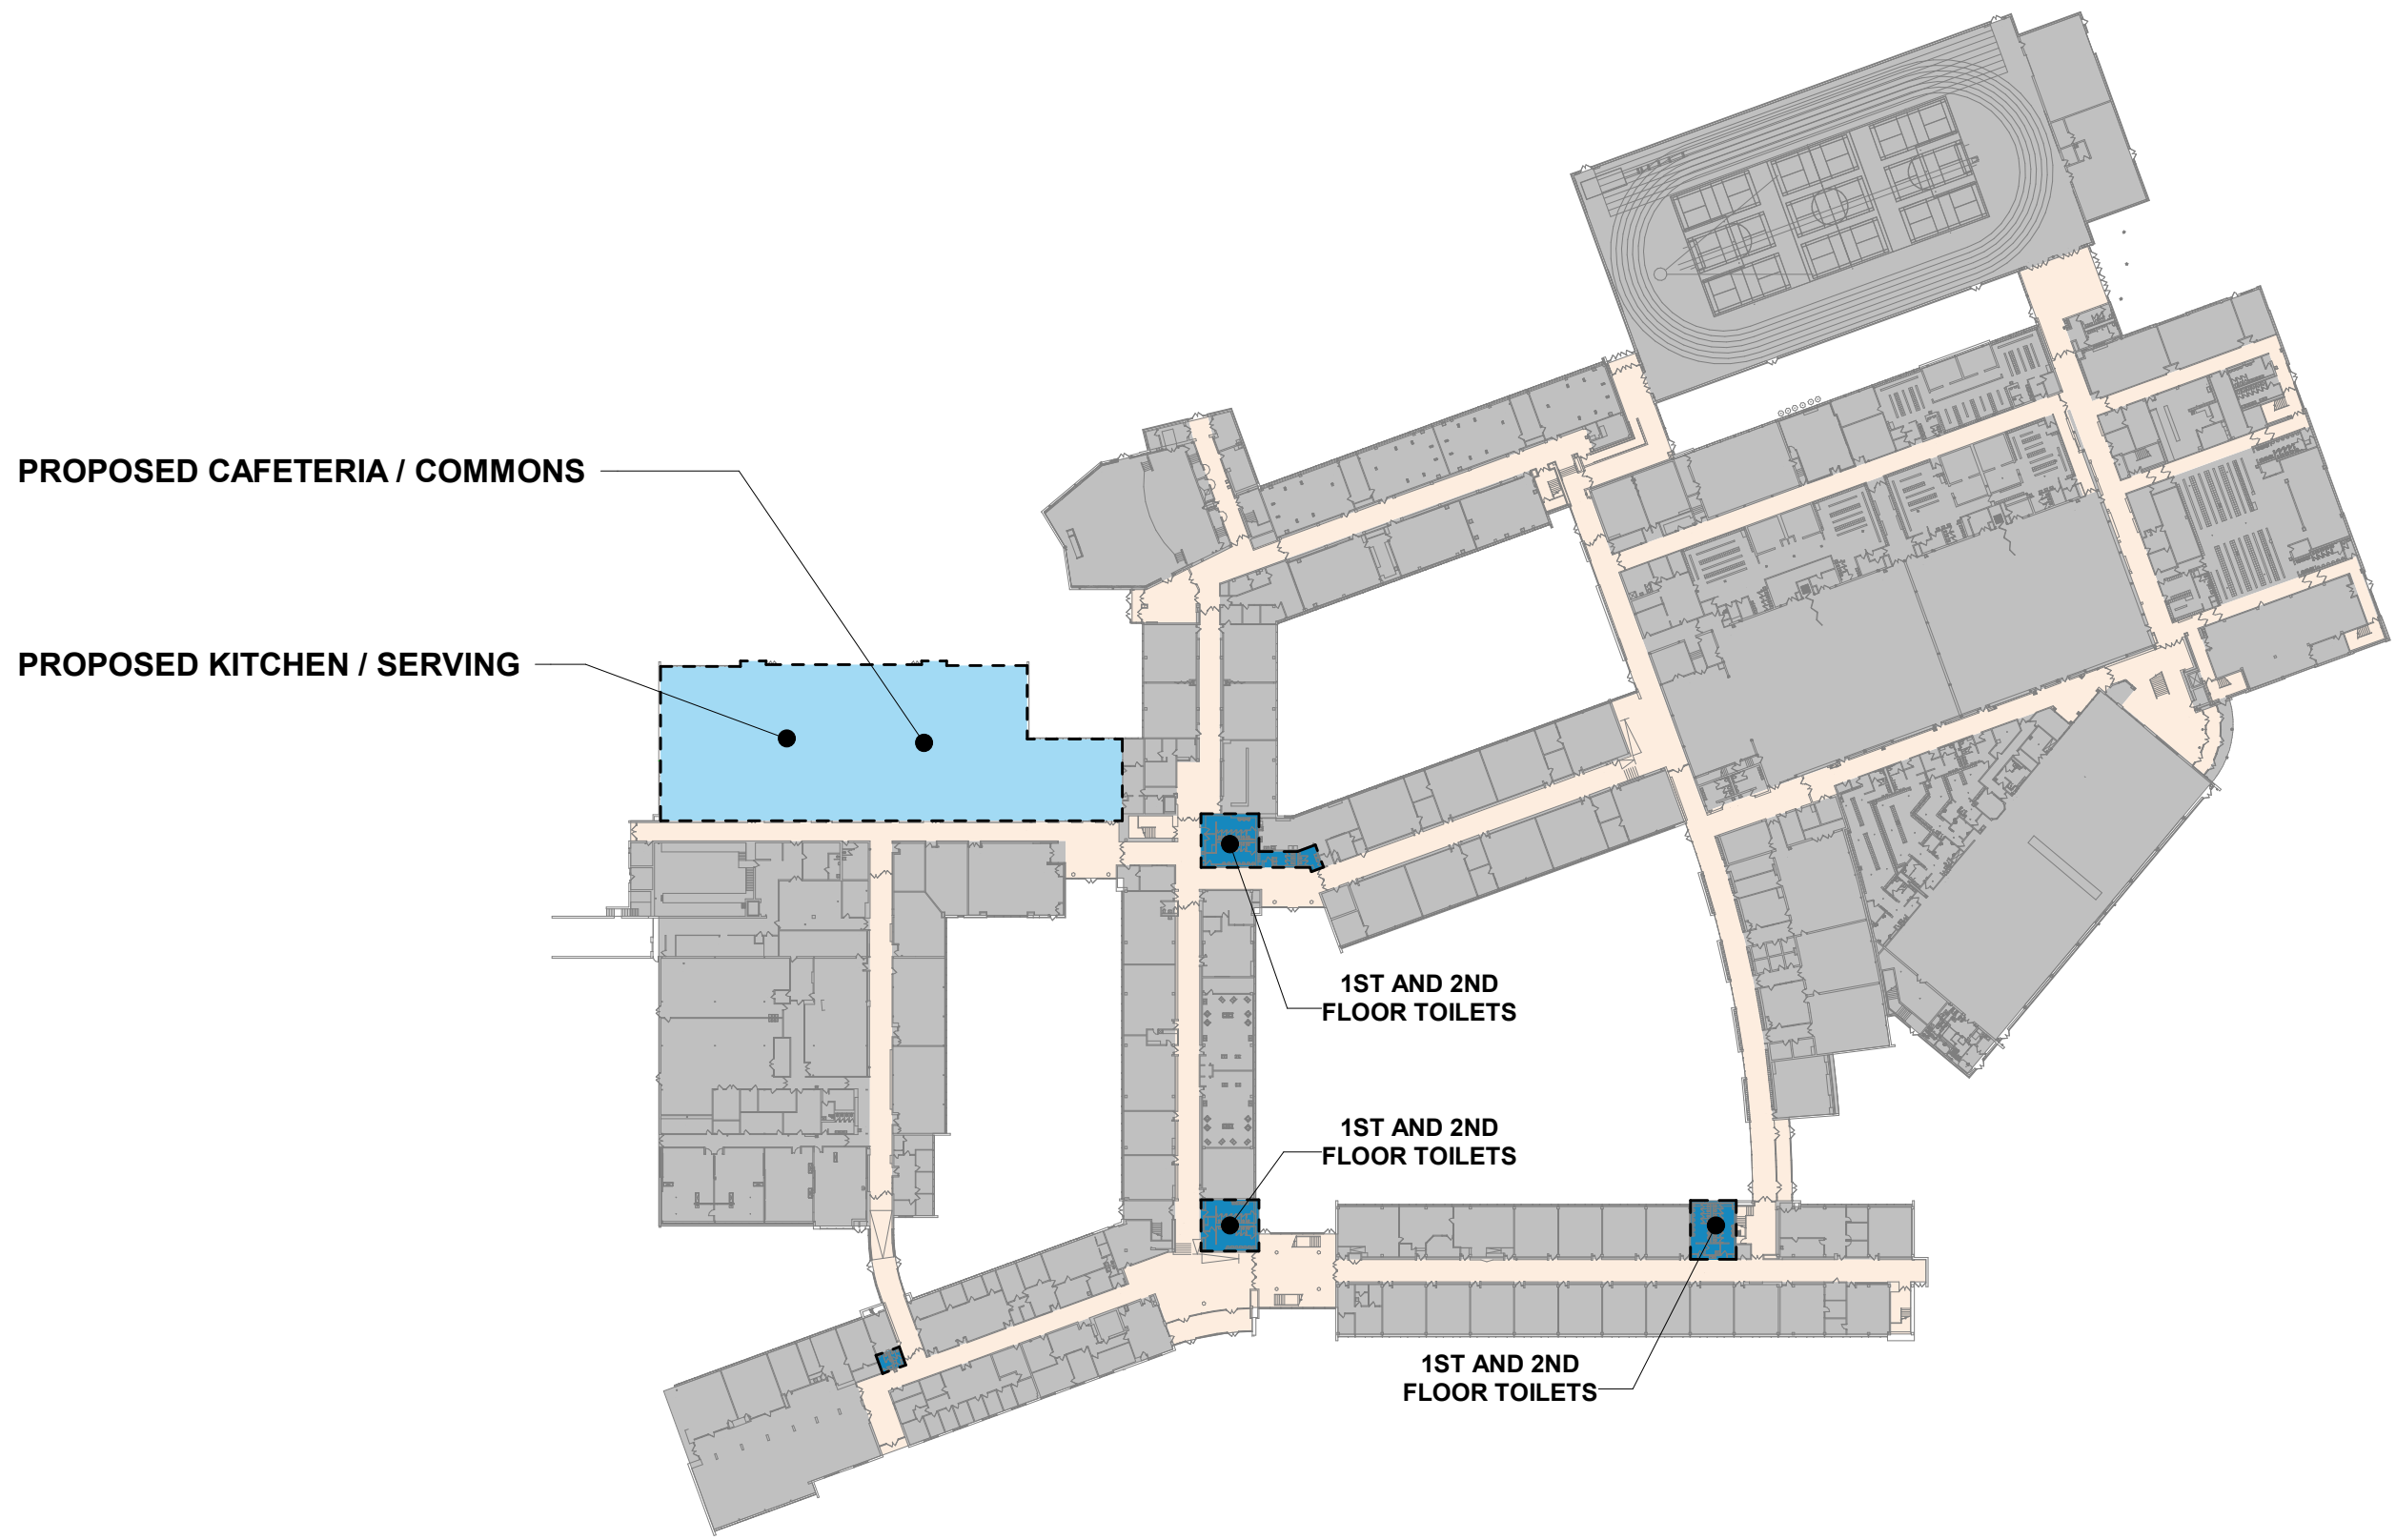 PROPOSED CAFETERIA / COMMONS
PROPOSED KITCHEN / SERVING
1ST AND 2ND
FLOOR TOILETS
1ST AND 2ND
FLOOR TOILETS
1ST AND 2ND
FLOOR TOILETS